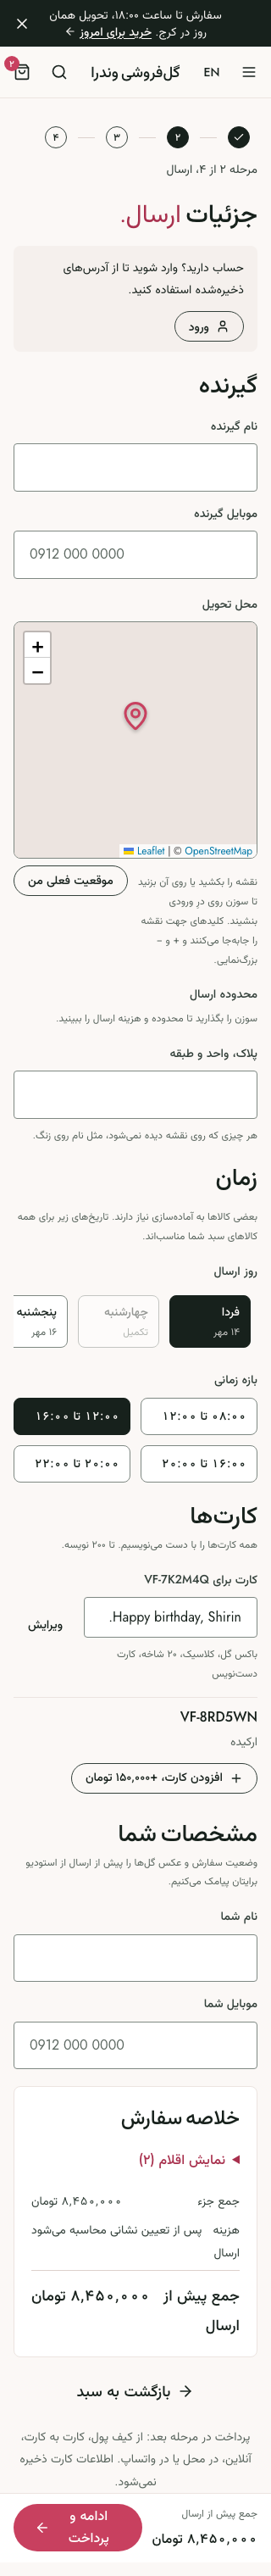 سفارش تا ساعت ۱۸:۰۰، تحویل همان
روز در کرج. خرید برای امروز ←
EN
گل‌فروشی وندرا
۲
۲
۳
۴
مرحله ۲ از ۴، ارسال
جزئیات ارسال.
حساب دارید؟ وارد شوید تا از آدرس‌های
ذخیره‌شده استفاده کنید.
ورود
گیرنده
نام گیرنده
موبایل گیرنده
0912 000 0000
محل تحویل
+
−
Leaflet | © OpenStreetMap
نقشه را بکشید یا روی آن بزنید
تا سوزن روی درِ ورودی
بنشیند. کلیدهای جهت نقشه
را جابه‌جا می‌کنند و + و −
بزرگ‌نمایی.
موقعیت فعلی من
محدوده ارسال
سوزن را بگذارید تا محدوده و هزینه ارسال را ببینید.
پلاک، واحد و طبقه
هر چیزی که روی نقشه دیده نمی‌شود، مثل نام روی زنگ.
زمان
بعضی کالاها به آماده‌سازی نیاز دارند. تاریخ‌های زیر برای همه
کالاهای سبد شما مناسب‌اند.
روز ارسال
فردا
۱۴ مهر
چهارشنبه
تکمیل
پنجشنبه
۱۶ مهر
بازه زمانی
۰۸:۰۰ تا ۱۲:۰۰
۱۲:۰۰ تا ۱۶:۰۰
۱۶:۰۰ تا ۲۰:۰۰
۲۰:۰۰ تا ۲۲:۰۰
کارت‌ها
همه کارت‌ها را با دست می‌نویسیم. تا ۲۰۰ نویسه.
کارت برای VF-7K2M4Q
Happy birthday, Shirin.
ویرایش
باکس گل، کلاسیک، ۲۰ شاخه، کارت
دست‌نویس
VF-8RD5WN
ارکیده
+ افزودن کارت، +۱۵۰,۰۰۰ تومان
مشخصات شما
وضعیت سفارش و عکس گل‌ها را پیش از ارسال از استودیو
برایتان پیامک می‌کنیم.
نام شما
موبایل شما
0912 000 0000
خلاصه سفارش
نمایش اقلام (۲)
جمع جزء
۸,۴۵۰,۰۰۰ تومان
هزینه
ارسال
پس از تعیین نشانی محاسبه می‌شود
جمع پیش از
ارسال
۸,۴۵۰,۰۰۰ تومان
→ بازگشت به سبد
پرداخت در مرحله بعد: از کیف پول، کارت به کارت،
آنلاین، در محل یا در واتساپ. اطلاعات کارت ذخیره
نمی‌شود.
جمع پیش از ارسال
۸,۴۵۰,۰۰۰ تومان
ادامه و
پرداخت
←